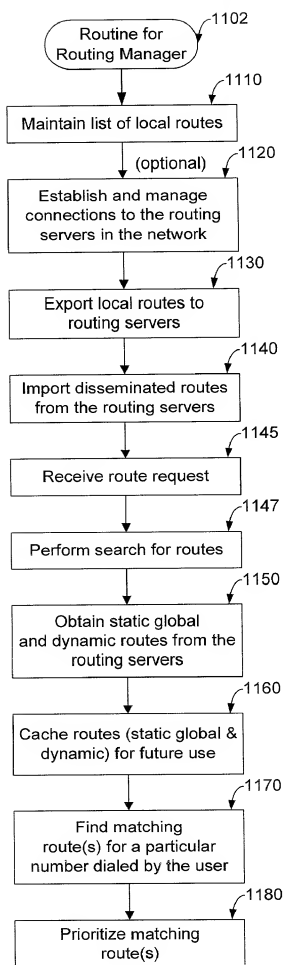 1102
Routine for
Routing Manager
1110
Maintain list of local routes
(optional)
1120
Establish and manage
connections to the routing
servers in the network
1130
Export local routes to
routing servers
1140
Import disseminated routes
from the routing servers
1145
Receive route request
1147
Perform search for routes
1150
Obtain static global
and dynamic routes from the
routing servers
1160
Cache routes (static global &
dynamic) for future use
1170
Find matching
route(s) for a particular
number dialed by the user
1180
Prioritize matching
route(s)